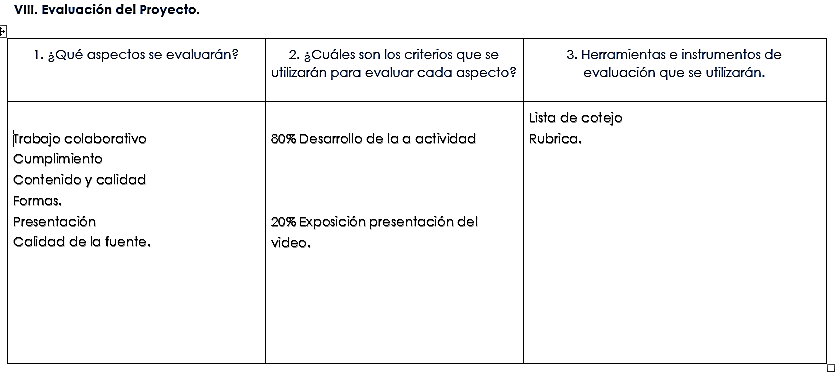 VIII. Evaluación del Proyecto.
1. ¿Qué aspectos se evaluarán?
2. ¿Cuáles son los criterios que se
utilizarán para evaluar cada aspecto?
3. Herramientas e instrumentos de
evaluación que se utilizarán.
Trabajo colaborativo
Cumplimiento
Contenido y calidad
Formas.
Presentación
Calidad de la fuente.
80% Desarrollo de la a actividad
20% Exposición presentación del
video.
Lista de cotejo
Rubrica.